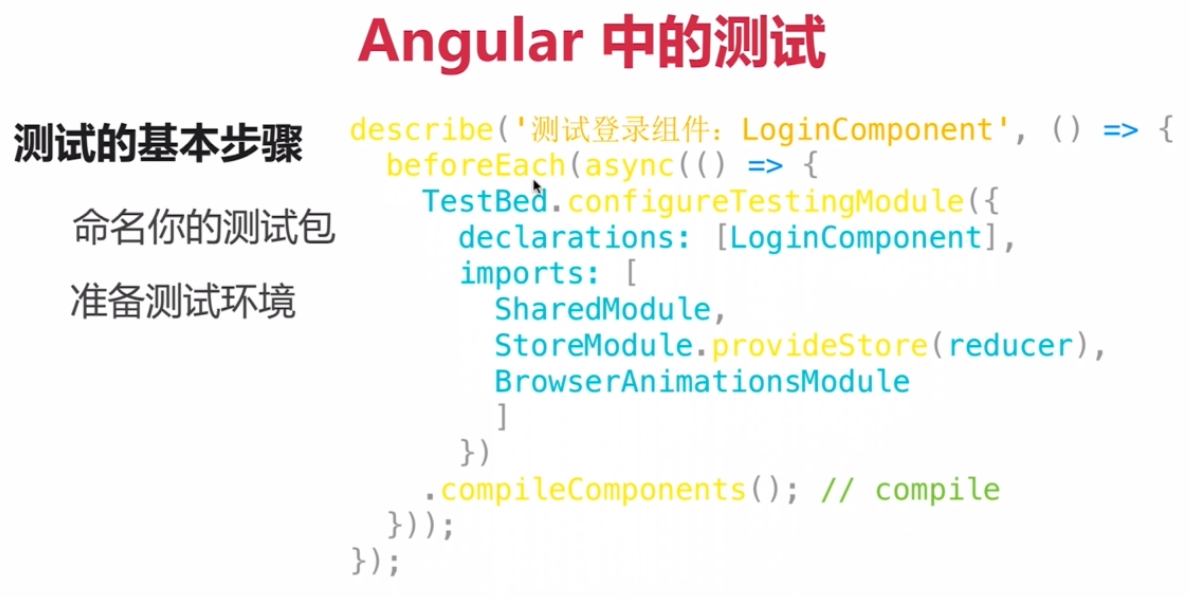 Angular 中的测试
测试的基本步骤
命名你的测试包
准备测试环境
describe('测试登录组件：LoginComponent', () => {
  beforeEach(async(() => {
    TestBed.configureTestingModule({
      declarations: [LoginComponent],
      imports: [
        SharedModule,
        StoreModule.provideStore(reducer),
        BrowserAnimationsModule
        ]
      })
    .compileComponents(); // compile
  }));
});